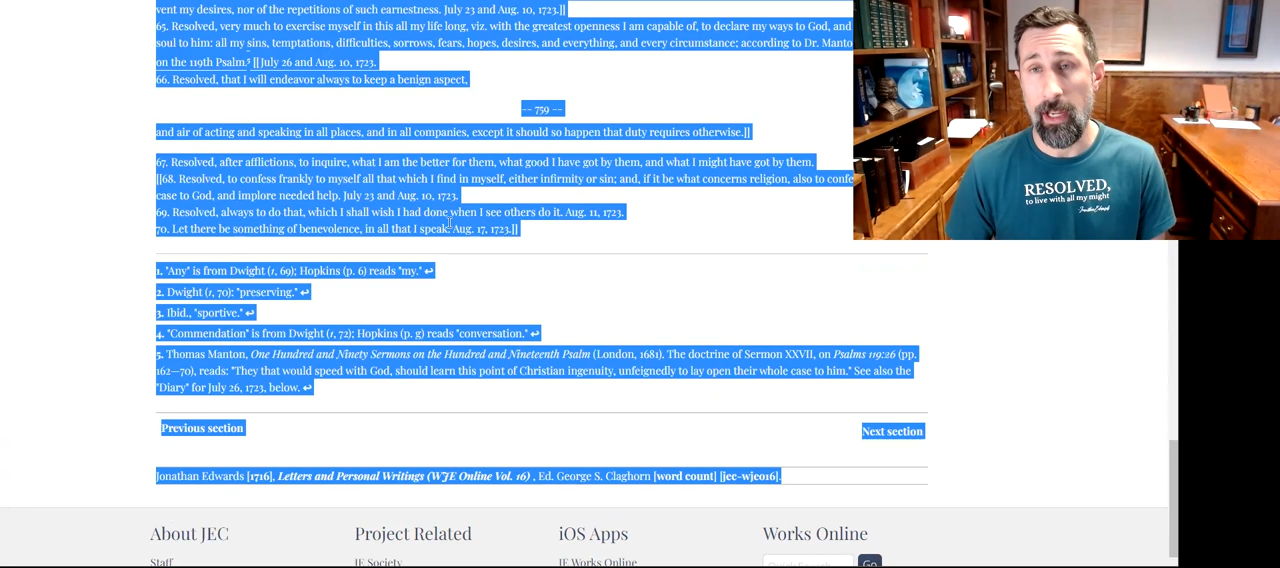 vent my desires, nor of the repetitions of such earnestness. July 23 and Aug. 10, 1723.]]
65. Resolved, very much to exercise myself in this all my life long, viz. with the greatest openness I am capable of, to declare my ways to God, and
soul to him: all my sins, temptations, difficulties, sorrows, fears, hopes, desires, and everything, and every circumstance; according to Dr. Manto
on the 119th Psalm.5 [[July 26 and Aug. 10, 1723.
66. Resolved, that I will endeavor always to keep a benign aspect,
-- 759 --
and air of acting and speaking in all places, and in all companies, except it should so happen that duty requires otherwise.]]
67. Resolved, after afflictions, to inquire, what I am the better for them, what good I have got by them, and what I might have got by them.
[[68. Resolved, to confess frankly to myself all that which I find in myself, either infirmity or sin; and, if it be what concerns religion, also to confe
case to God, and implore needed help. July 23 and Aug. 10, 1723.
69. Resolved, always to do that, which I shall wish I had done when I see others do it. Aug. 11, 1723.
70. Let there be something of benevolence, in all that I speak. Aug. 17, 1723.]]
1. "Any" is from Dwight (1, 69); Hopkins (p. 6) reads "my." ↩
2. Dwight (1, 70): "preserving." ↩
3. Ibid., "sportive." ↩
4. "Commendation" is from Dwight (1, 72); Hopkins (p. g) reads "conversation." ↩
5. Thomas Manton, One Hundred and Ninety Sermons on the Hundred and Nineteenth Psalm (London, 1681). The doctrine of Sermon XXVII, on Psalms 119:26 (pp.
162—70), reads: "They that would speed with God, should learn this point of Christian ingenuity, unfeignedly to lay open their whole case to him." See also the
"Diary" for July 26, 1723, below. ↩
Previous section
Next section
Jonathan Edwards [1716], Letters and Personal Writings (WJE Online Vol. 16) , Ed. George S. Claghorn [word count] [jec-wjeo16].
About JEC
Project Related
iOS Apps
Works Online
Staff
JE Society
JE Works Online
Quick Search
Go
RESOLVED,
to live with all my might
Jonathan Edwards